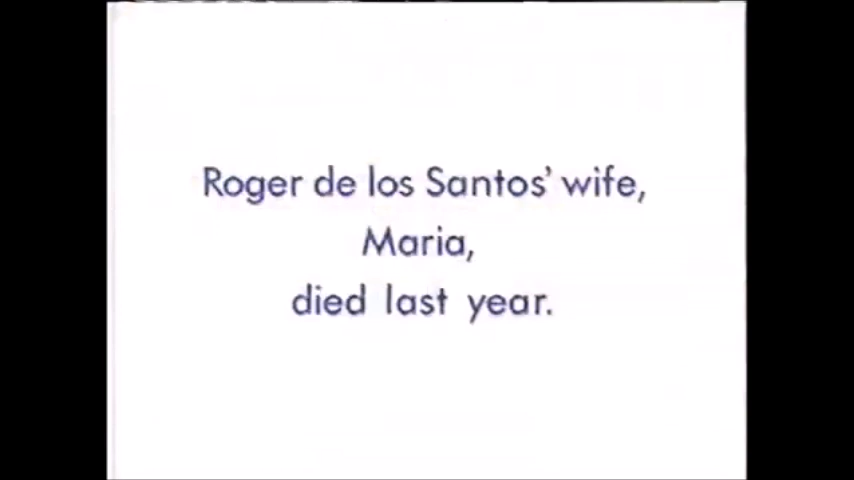 Roger de los Santos' wife,
Maria,
died last year.